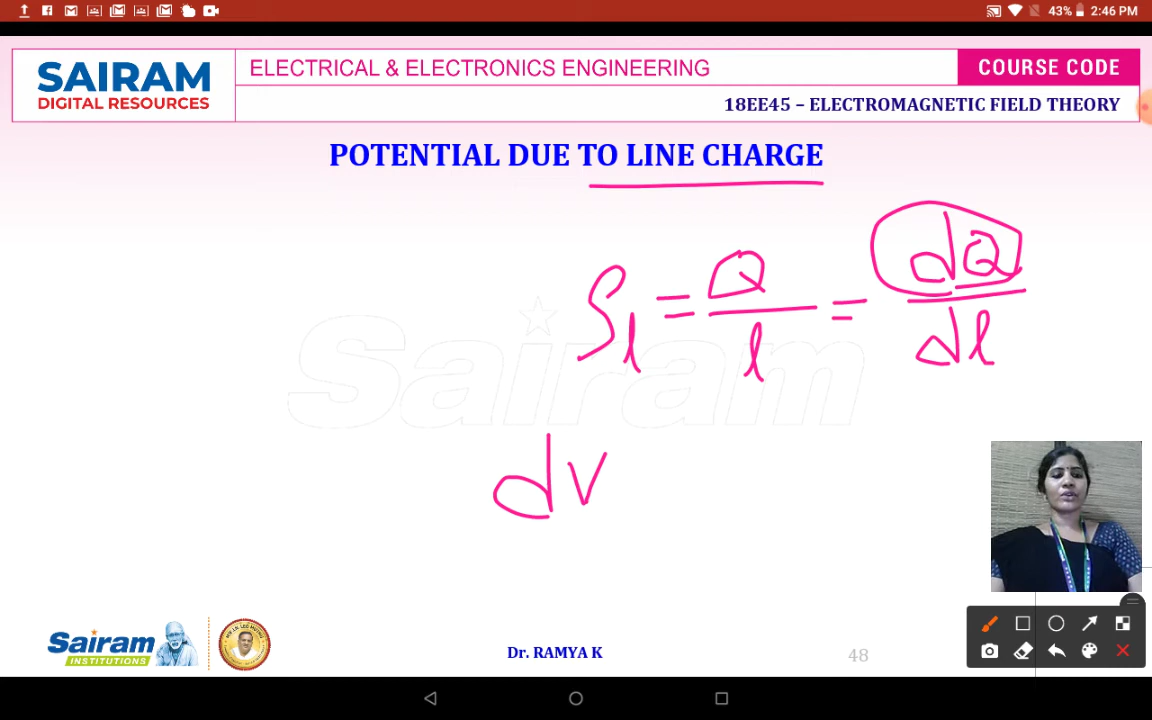 43% 2:46 PM
SAIRAM
DIGITAL RESOURCES
ELECTRICAL & ELECTRONICS ENGINEERING
COURSE CODE
18EE45 – ELECTROMAGNETIC FIELD THEORY
POTENTIAL DUE TO LINE CHARGE
ρl = Q/l = dQ/dl
Sairam
dv
Sairam
INSTITUTIONS
Dr. RAMYA K
48